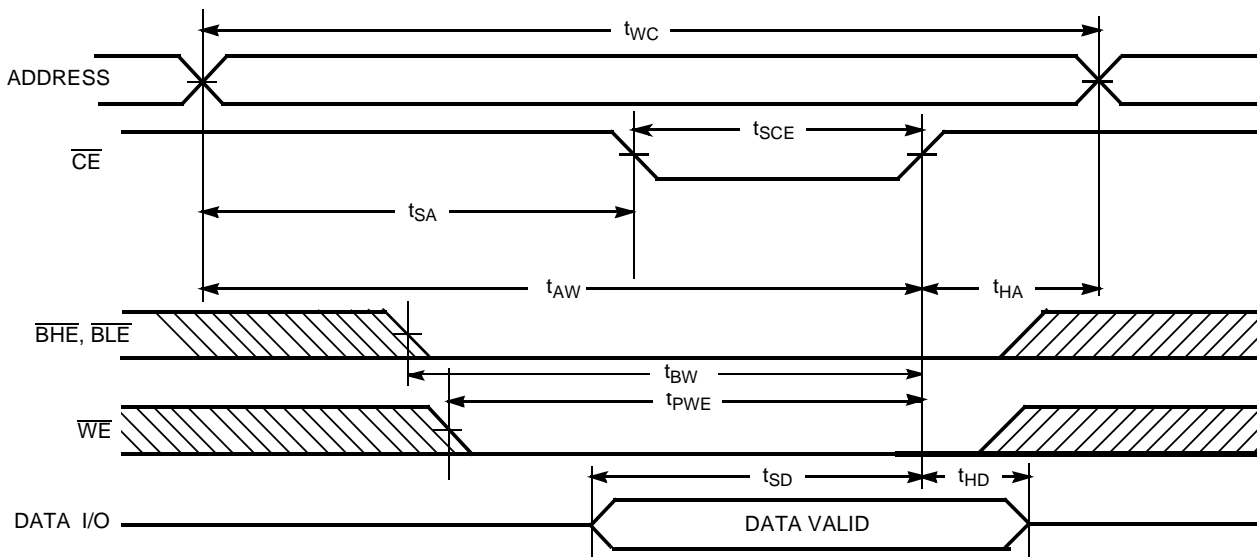 tWC
ADDRESS
tSCE
CE
tSA
tAW
tHA
BHE, BLE
tBW
tPWE
WE
tSD
tHD
DATA I/O
DATA VALID